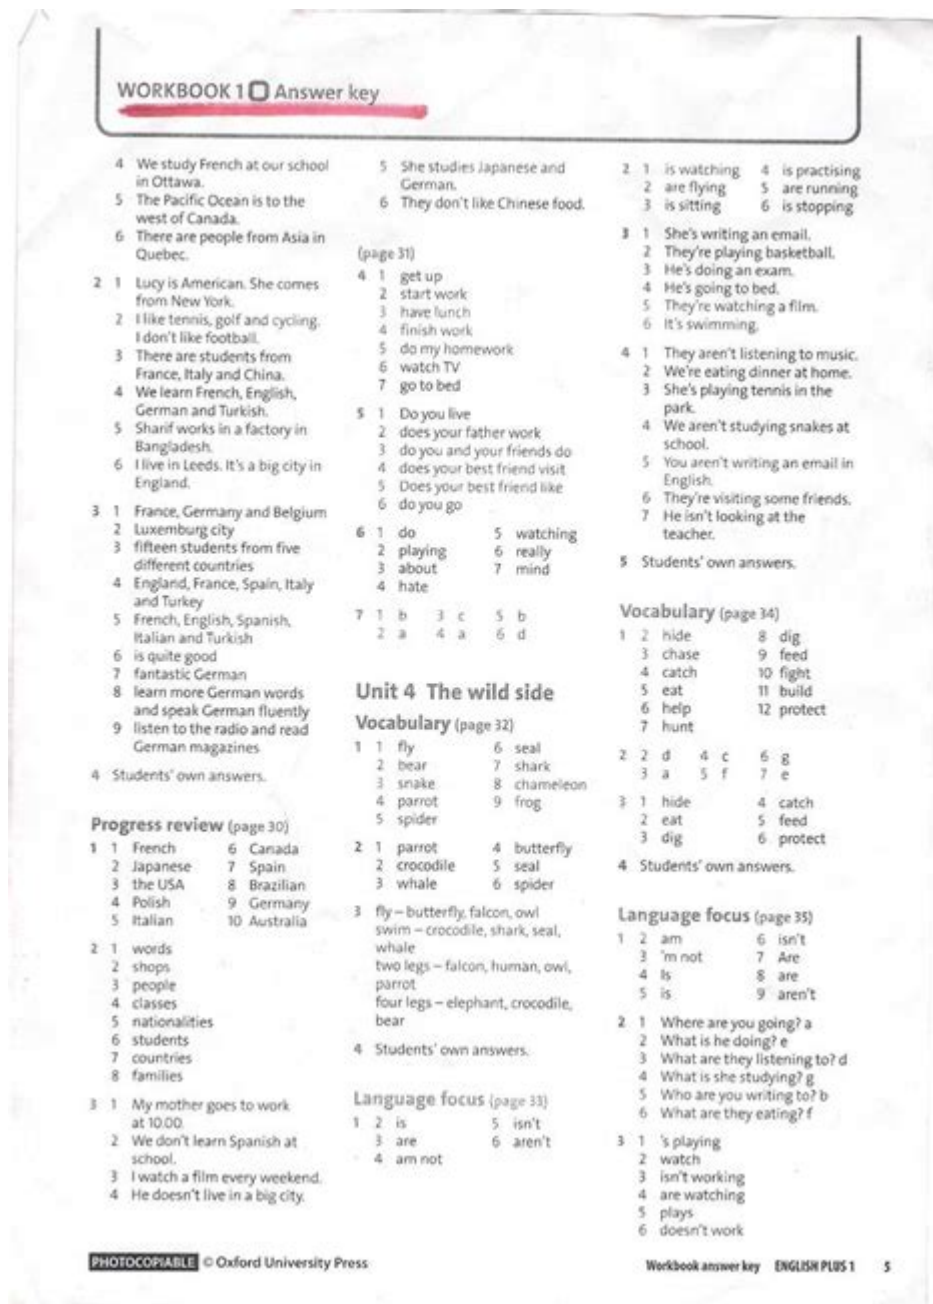 WORKBOOK 1 Answer key
4 We study French at our school
in Ottawa.
5 The Pacific Ocean is to the
west of Canada.
6 There are people from Asia in
Quebec.
2 1 Lucy is American. She comes
from New York.
2 I like tennis, golf and cycling.
I don't like football.
3 There are students from
France, Italy and China.
4 We learn French, English,
German and Turkish.
5 Sharif works in a factory in
Bangladesh.
6 I live in Leeds. It's a big city in
England.
3 1 France, Germany and Belgium
2 Luxemburg city
3 fifteen students from five
different countries
4 England, France, Spain, Italy
and Turkey
5 French, English, Spanish,
Italian and Turkish
6 is quite good
7 fantastic German
8 learn more German words
and speak German fluently
9 listen to the radio and read
German magazines
4 Students' own answers.
Progress review (page 30)
1 1 French 6 Canada
2 Japanese 7 Spain
3 the USA 8 Brazilian
4 Polish 9 Germany
5 Italian 10 Australia
2 1 words
2 shops
3 people
4 classes
5 nationalities
6 students
7 countries
8 families
3 1 My mother goes to work
at 10.00.
2 We don't learn Spanish at
school.
3 I watch a film every weekend.
4 He doesn't live in a big city.
5 She studies Japanese and
German.
6 They don't like Chinese food.
(page 31)
4 1 get up
2 start work
3 have lunch
4 finish work
5 do my homework
6 watch TV
7 go to bed
5 1 Do you live
2 does your father work
3 do you and your friends do
4 does your best friend visit
5 Does your best friend like
6 do you go
6 1 do 5 watching
2 playing 6 really
3 about 7 mind
4 hate
7 1 b 3 c 5 b
2 a 4 a 6 d
Unit 4 The wild side
Vocabulary (page 32)
1 1 fly 6 seal
2 bear 7 shark
3 snake 8 chameleon
4 parrot 9 frog
5 spider
2 1 parrot 4 butterfly
2 crocodile 5 seal
3 whale 6 spider
3 fly – butterfly, falcon, owl
swim – crocodile, shark, seal,
whale
two legs – falcon, human, owl,
parrot
four legs – elephant, crocodile,
bear
4 Students' own answers.
Language focus (page 33)
1 2 is 5 isn't
3 are 6 aren't
4 am not
2 1 is watching 4 is practising
2 are flying 5 are running
3 is sitting 6 is stopping
3 1 She's writing an email.
2 They're playing basketball.
3 He's doing an exam.
4 He's going to bed.
5 They're watching a film.
6 It's swimming.
4 1 They aren't listening to music.
2 We're eating dinner at home.
3 She's playing tennis in the
park.
4 We aren't studying snakes at
school.
5 You aren't writing an email in
English.
6 They're visiting some friends.
7 He isn't looking at the
teacher.
5 Students' own answers.
Vocabulary (page 34)
1 2 hide 8 dig
3 chase 9 feed
4 catch 10 fight
5 eat 11 build
6 help 12 protect
7 hunt
2 2 d 4 c 6 g
3 a 5 f 7 e
3 1 hide 4 catch
2 eat 5 feed
3 dig 6 protect
4 Students' own answers.
Language focus (page 35)
1 2 am 6 isn't
3 'm not 7 Are
4 Is 8 are
5 is 9 aren't
2 1 Where are you going? a
2 What is he doing? e
3 What are they listening to? d
4 What is she studying? g
5 Who are you writing to? b
6 What are they eating? f
3 1 's playing
2 watch
3 isn't working
4 are watching
5 plays
6 doesn't work
PHOTOCOPIABLE © Oxford University Press
Workbook answer key ENGLISH PLUS 1 5